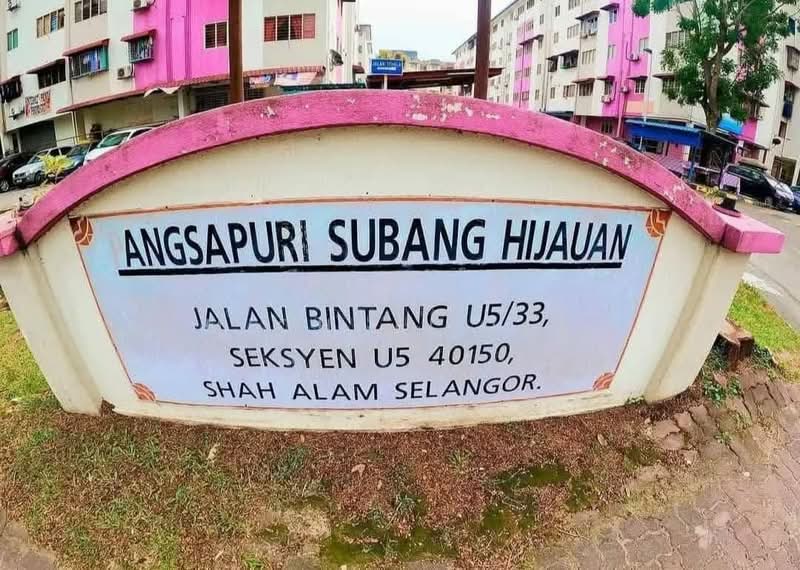 ANGSAPURI SUBANG HIJAUAN
JALAN BINTANG U5/33,
SEKSYEN U5 40150,
SHAH ALAM SELANGOR.